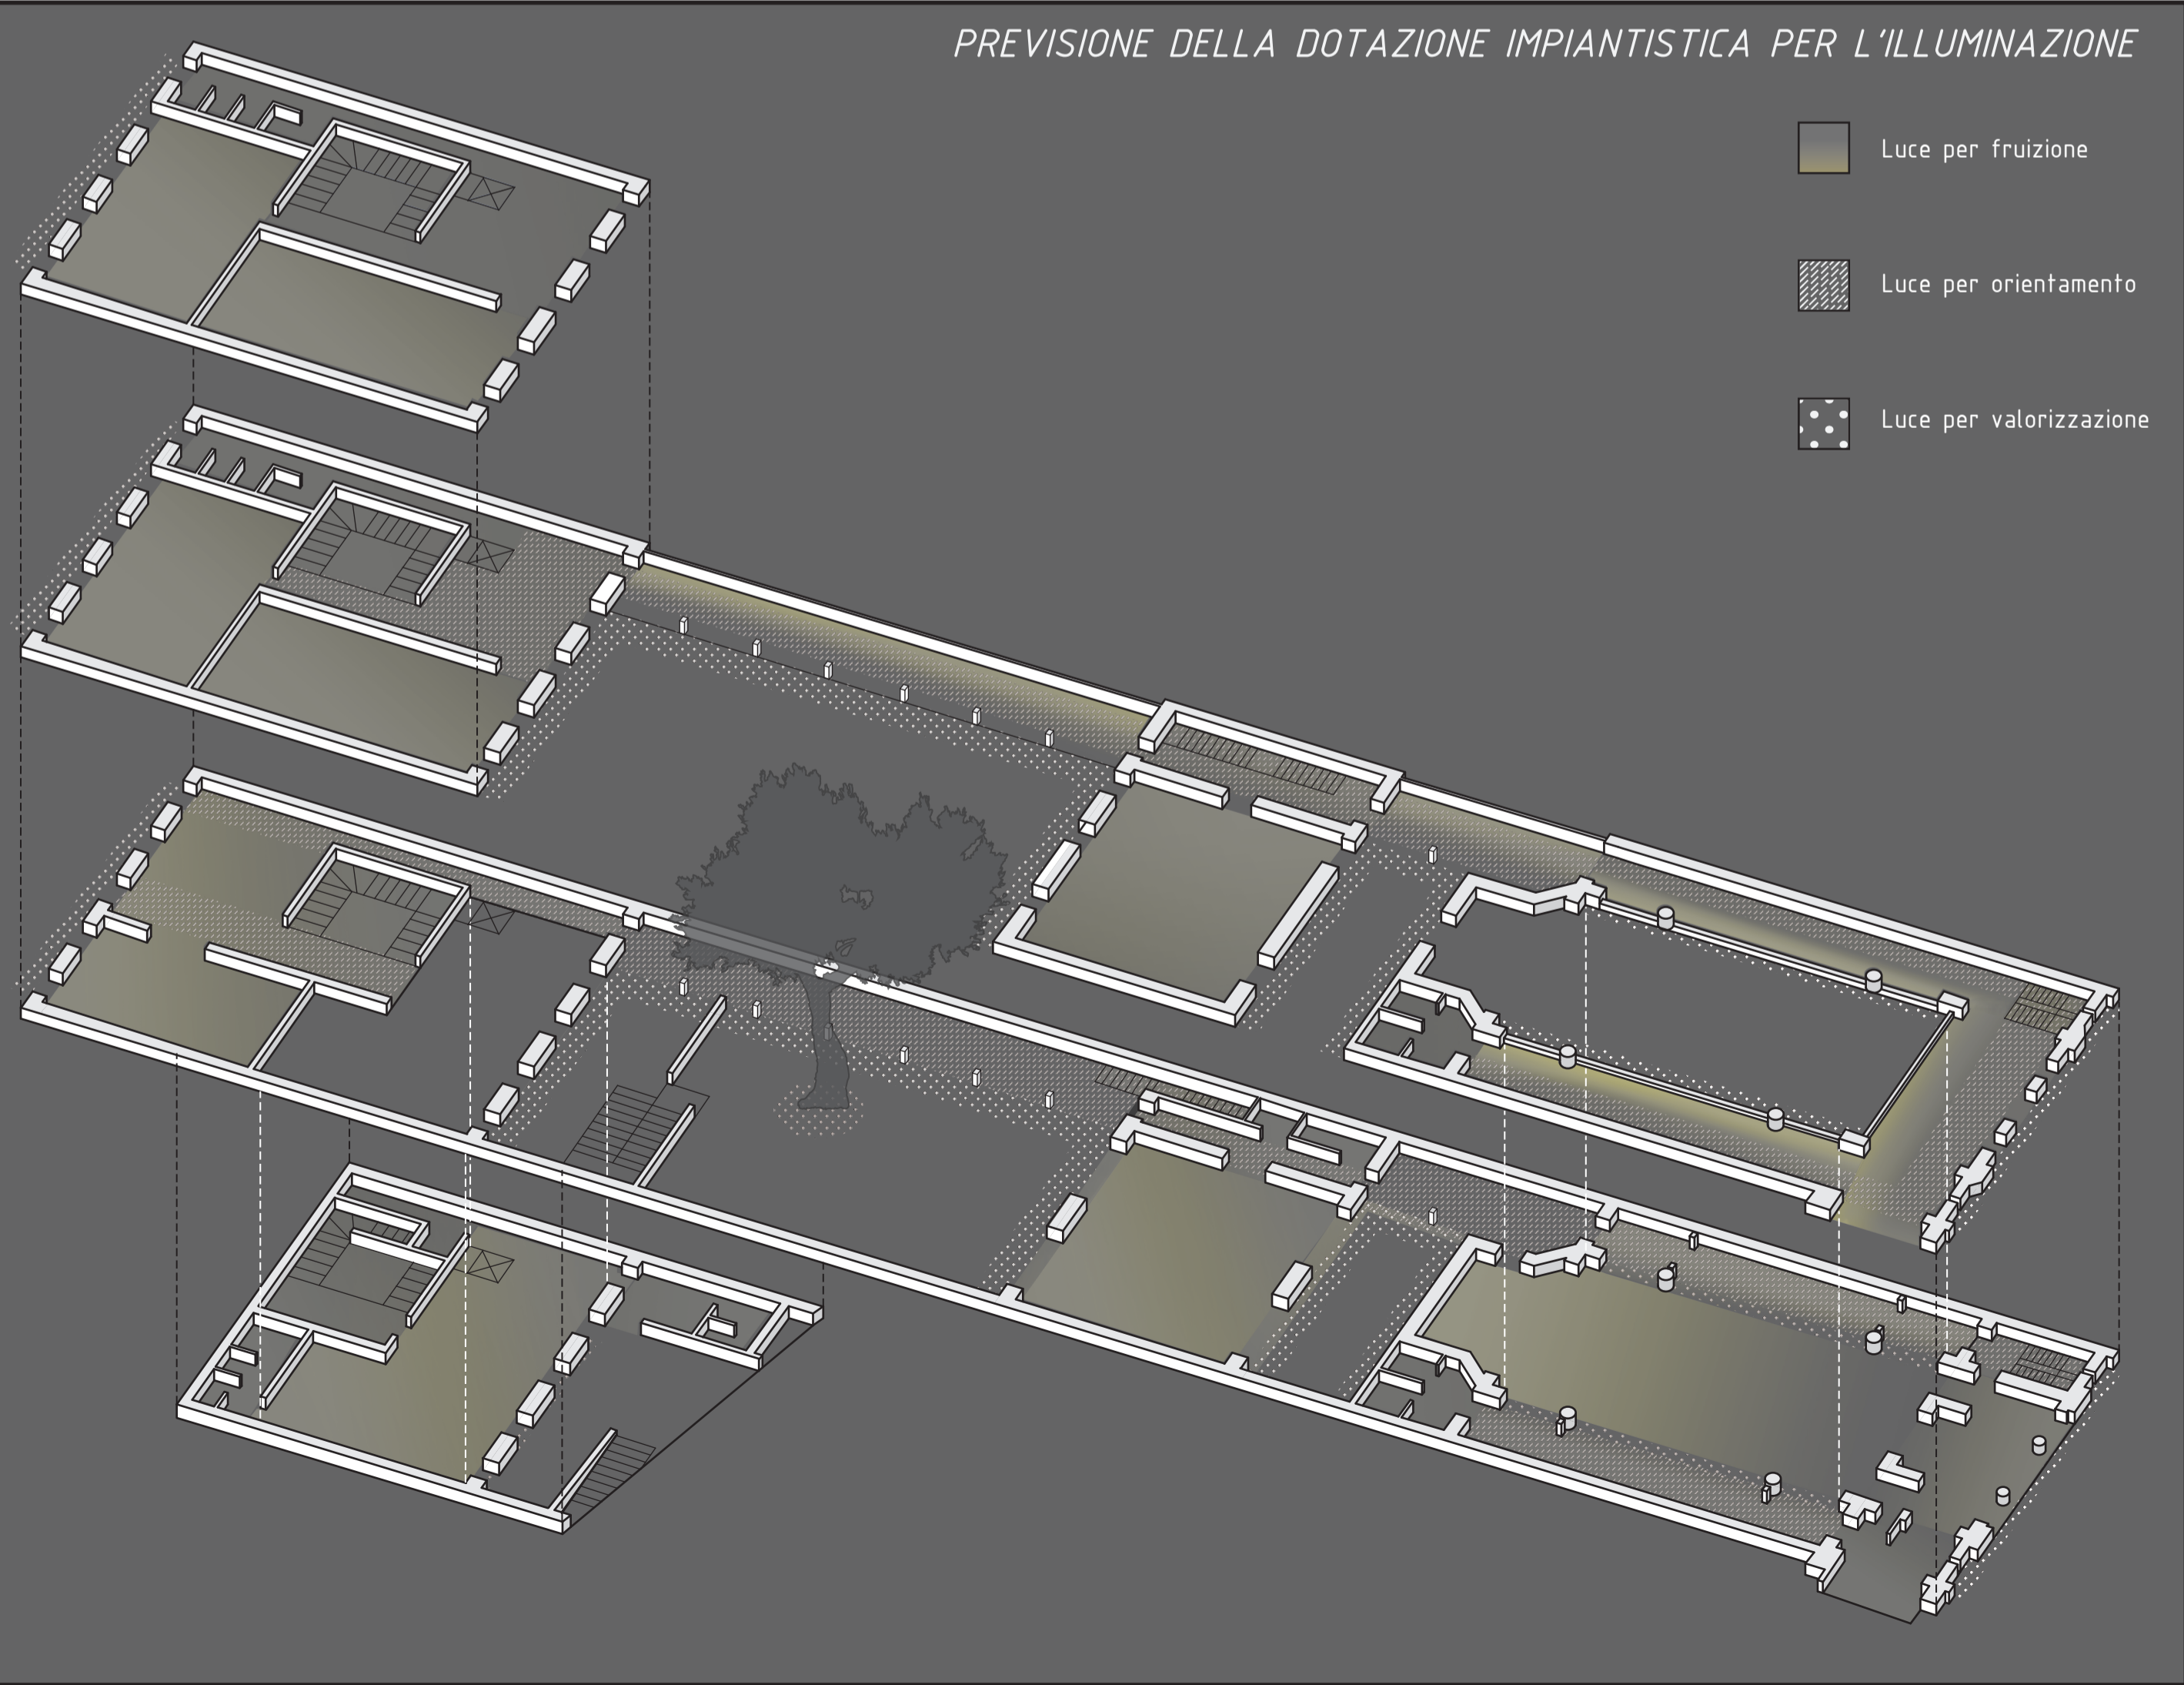 PREVISIONE DELLA DOTAZIONE IMPIANTISTICA PER L'ILLUMINAZIONE
Luce per fruizione
Luce per orientamento
Luce per valorizzazione